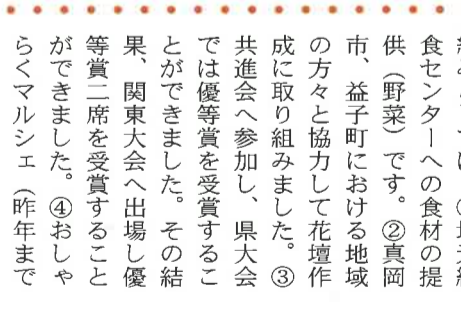 食センターへの食材の提
供（野菜）です。②真岡
市、益子町における地域
の方々と協力して花壇作
成に取り組みました。③
共進会へ参加し、県大会
では優等賞を受賞するこ
とができました。その結
果、関東大会へ出場し優
等賞二席を受賞すること
ができました。④おしゃ
らくマルシェ（昨年まで